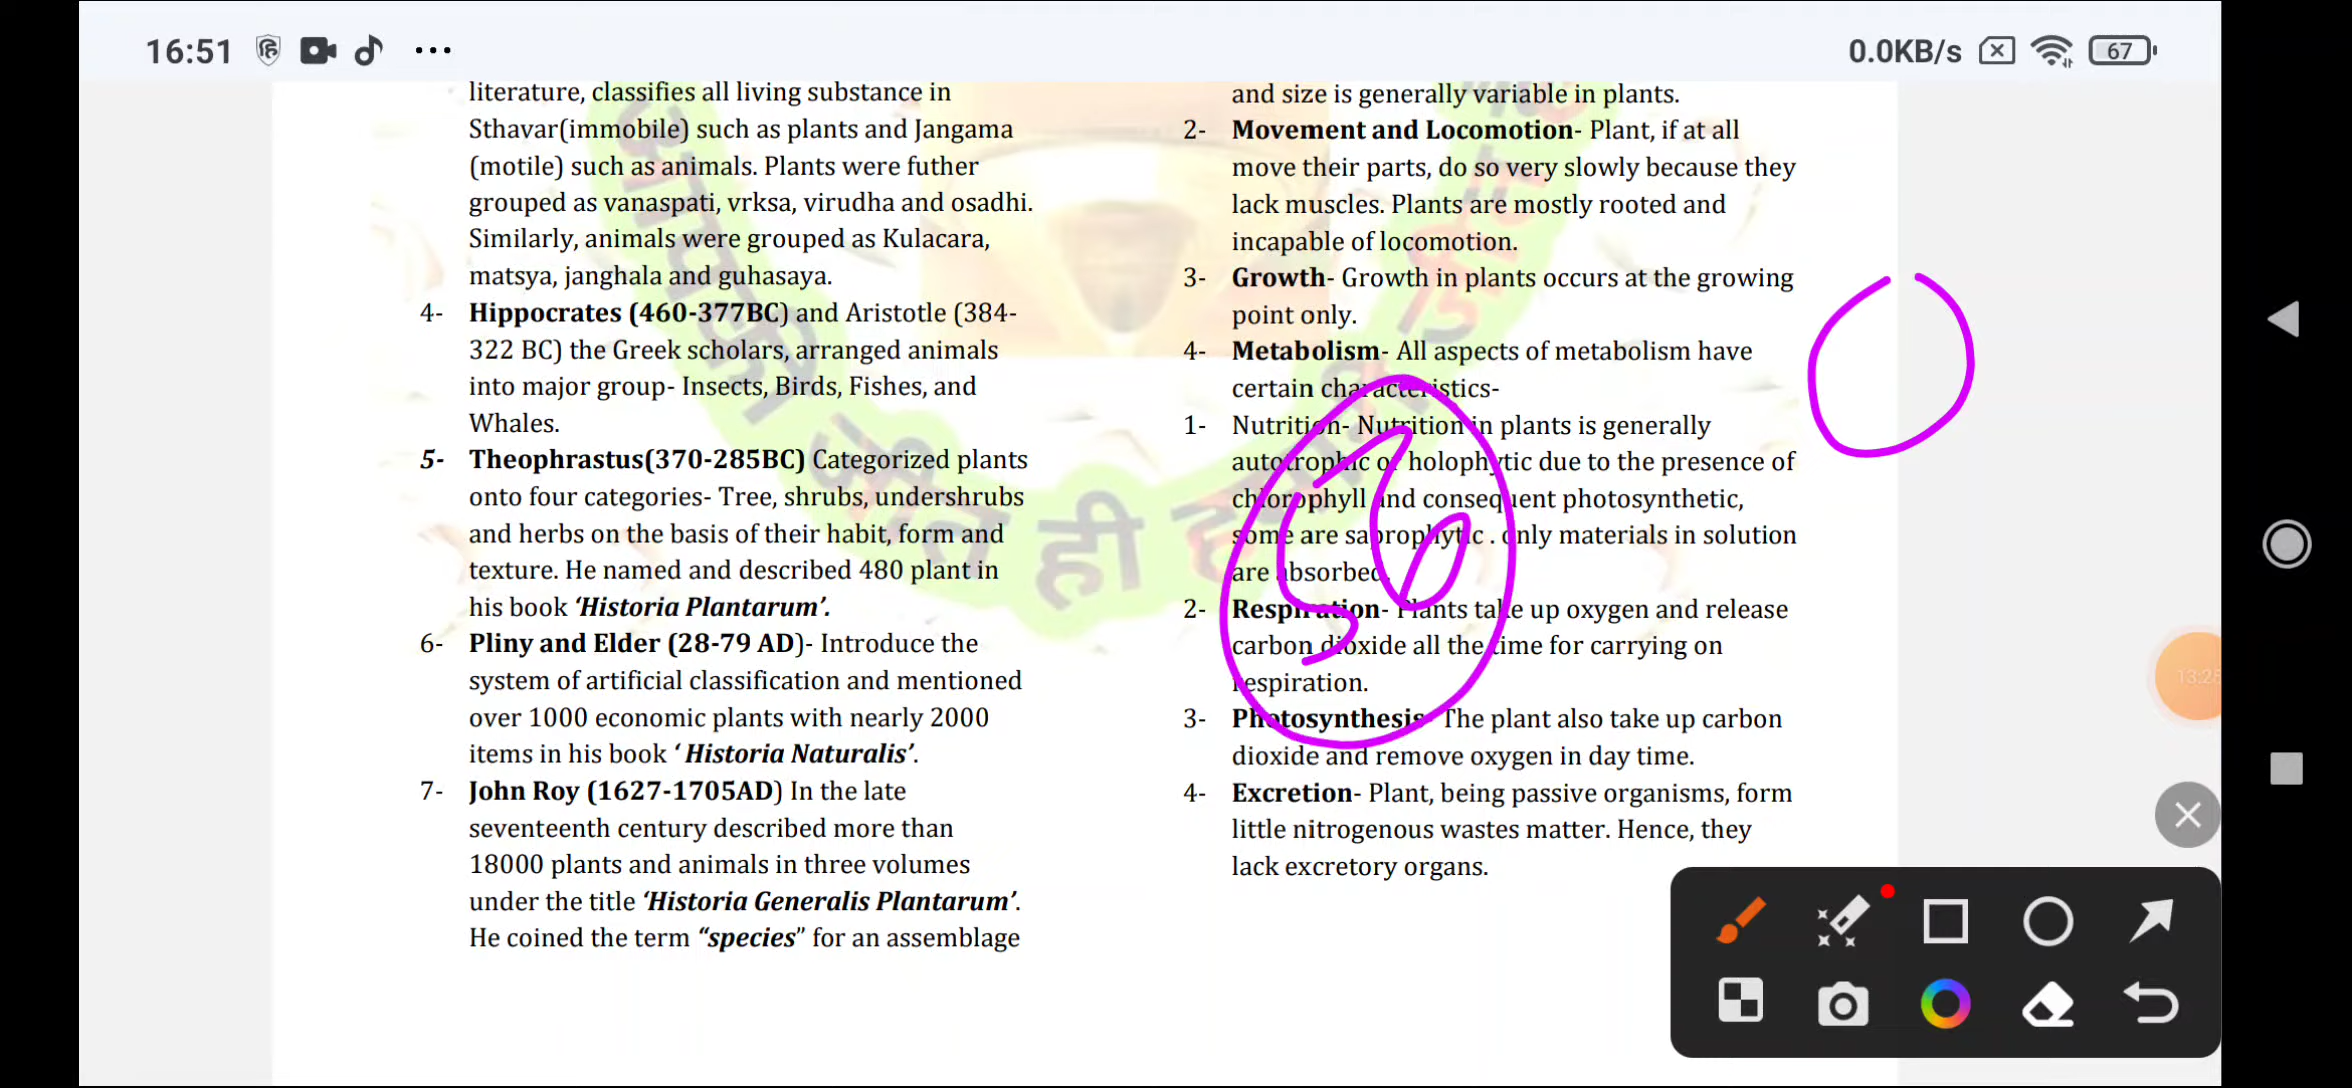 16:51
0.0KB/s
67
literature, classifies all living substance in
Sthavar(immobile) such as plants and Jangama
(motile) such as animals. Plants were futher
grouped as vanaspati, vrksa, virudha and osadhi.
Similarly, animals were grouped as Kulacara,
matsya, janghala and guhasaya.
4- Hippocrates (460-377BC) and Aristotle (384-
322 BC) the Greek scholars, arranged animals
into major group- Insects, Birds, Fishes, and
Whales.
5- Theophrastus(370-285BC) Categorized plants
onto four categories- Tree, shrubs, undershrubs
and herbs on the basis of their habit, form and
texture. He named and described 480 plant in
his book ‘Historia Plantarum’.
6- Pliny and Elder (28-79 AD)- Introduce the
system of artificial classification and mentioned
over 1000 economic plants with nearly 2000
items in his book ‘ Historia Naturalis’.
7- John Roy (1627-1705AD) In the late
seventeenth century described more than
18000 plants and animals in three volumes
under the title ‘Historia Generalis Plantarum’.
He coined the term “species” for an assemblage
and size is generally variable in plants.
2- Movement and Locomotion- Plant, if at all
move their parts, do so very slowly because they
lack muscles. Plants are mostly rooted and
incapable of locomotion.
3- Growth- Growth in plants occurs at the growing
point only.
4- Metabolism- All aspects of metabolism have
certain characteristics-
1- Nutrition- Nutrition in plants is generally
autotrophic or holophytic due to the presence of
chlorophyll and consequent photosynthetic,
some are saprophytic . only materials in solution
are absorbed.
2- Respiration- Plants take up oxygen and release
carbon dioxide all the time for carrying on
respiration.
3- Photosynthesis- The plant also take up carbon
dioxide and remove oxygen in day time.
4- Excretion- Plant, being passive organisms, form
little nitrogenous wastes matter. Hence, they
lack excretory organs.
जीत ही